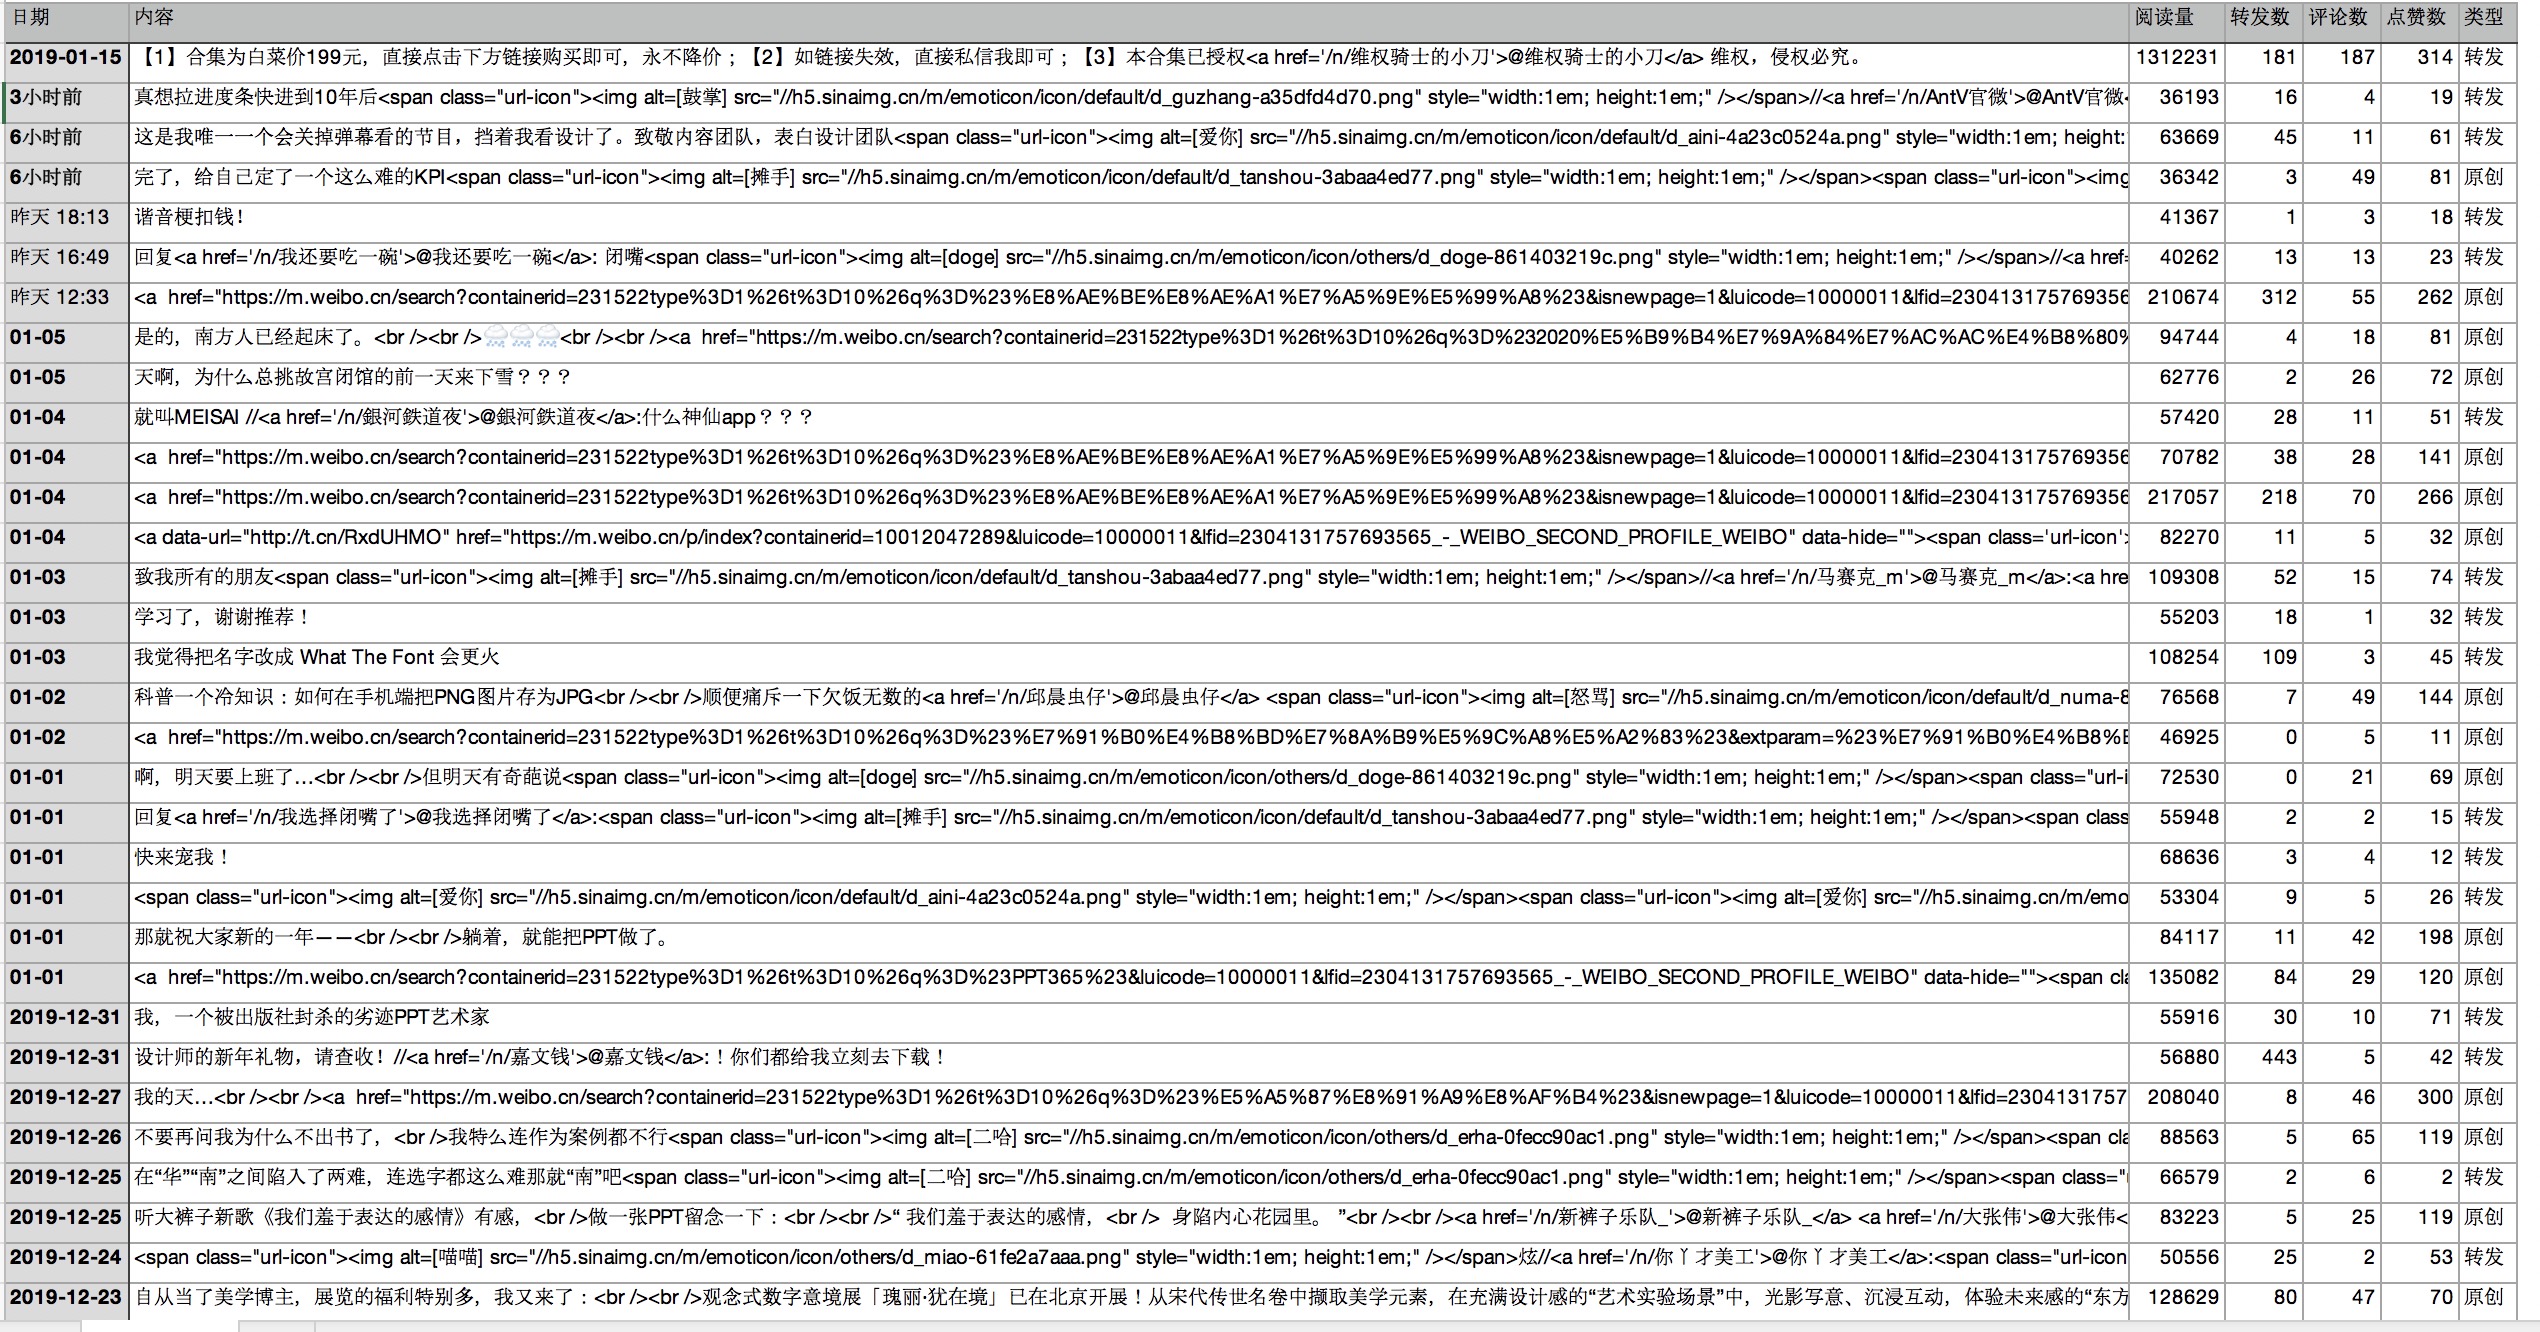 日期 内容 阅读量 转发数 评论数 点赞数 类型
2019-01-15 【1】合集为白菜价199元，直接点击下方链接购买即可，永不降价；【2】如链接失效，直接私信我即可；【3】本合集已授权<a href='/n/维权骑士的小刀'>@维权骑士的小刀</a> 维权，侵权必究。 1312231 181 187 314 转发
3小时前 真想拉进度条快进到10年后<span class="url-icon"><img alt=[鼓掌] src="//h5.sinaimg.cn/m/emoticon/icon/default/d_guzhang-a35dfd4d70.png" style="width:1em; height:1em;" /></span>//<a href='/n/AntV官微'>@AntV官微< 36193 16 4 19 转发
6小时前 这是我唯一一个会关掉弹幕看的节目，挡着我看设计了。致敬内容团队，表白设计团队<span class="url-icon"><img alt=[爱你] src="//h5.sinaimg.cn/m/emoticon/icon/default/d_aini-4a23c0524a.png" style="width:1em; height: 63669 45 11 61 转发
6小时前 完了，给自己定了一个这么难的KPI<span class="url-icon"><img alt=[摊手] src="//h5.sinaimg.cn/m/emoticon/icon/default/d_tanshou-3abaa4ed77.png" style="width:1em; height:1em;" /></span><span class="url-icon"><img 36342 3 49 81 原创
昨天 18:13 谐音梗扣钱！ 41367 1 3 18 转发
昨天 16:49 回复<a href='/n/我还要吃一碗'>@我还要吃一碗</a>: 闭嘴<span class="url-icon"><img alt=[doge] src="//h5.sinaimg.cn/m/emoticon/icon/others/d_doge-861403219c.png" style="width:1em; height:1em;" /></span>//<a href= 40262 13 13 23 转发
昨天 12:33 <a  href="https://m.weibo.cn/search?containerid=231522type%3D1%26t%3D10%26q%3D%23%E8%AE%BE%E8%AE%A1%E7%A5%9E%E5%99%A8%23&isnewpage=1&luicode=10000011&lfid=2304131757769356 210674 312 55 262 原创
01-05 是的，南方人已经起床了。<br /><br />🌨🌨🌨<br /><br /><a  href="https://m.weibo.cn/search?containerid=231522type%3D1%26t%3D10%26q%3D%232020%E5%B9%B4%E7%9A%84%E7%AC%AC%E4%B8%80% 94744 4 18 81 原创
01-05 天啊，为什么总挑故宫闭馆的前一天来下雪？？？ 62776 2 26 72 原创
01-04 就叫MEISAI //<a href='/n/銀河鉄道夜'>@銀河鉄道夜</a>:什么神仙app？？？ 57420 28 11 51 转发
01-04 <a  href="https://m.weibo.cn/search?containerid=231522type%3D1%26t%3D10%26q%3D%23%E8%AE%BE%E8%AE%A1%E7%A5%9E%E5%99%A8%23&isnewpage=1&luicode=10000011&lfid=2304131757769356 70782 38 28 141 原创
01-04 <a  href="https://m.weibo.cn/search?containerid=231522type%3D1%26t%3D10%26q%3D%23%E8%AE%BE%E8%AE%A1%E7%A5%9E%E5%99%A8%23&isnewpage=1&luicode=10000011&lfid=2304131757769356 217057 218 70 266 原创
01-04 <a data-url="http://t.cn/RxdUHMO" href="https://m.weibo.cn/p/index?containerid=10012047289&luicode=10000011&lfid=2304131757693565_-_WEIBO_SECOND_PROFILE_WEIBO" data-hide=""><span class='url-icon'> 82270 11 5 32 原创
01-03 致我所有的朋友<span class="url-icon"><img alt=[摊手] src="//h5.sinaimg.cn/m/emoticon/icon/default/d_tanshou-3abaa4ed77.png" style="width:1em; height:1em;" /></span>//<a href='/n/马赛克_m'>@马赛克_m</a>:<a hre 109308 52 15 74 转发
01-03 学习了，谢谢推荐！ 55203 18 1 32 转发
01-03 我觉得把名字改成 What The Font 会更火 108254 109 3 45 转发
01-02 科普一个冷知识：如何在手机端把PNG图片存为JPG<br /><br />顺便痛斥一下欠饭无数的<a href='/n/邱晨虫仔'>@邱晨虫仔</a> <span class="url-icon"><img alt=[怒骂] src="//h5.sinaimg.cn/m/emoticon/icon/default/d_numa-8 76568 7 49 144 原创
01-02 <a  href="https://m.weibo.cn/search?containerid=231522type%3D1%26t%3D10%26q%3D%23%E7%91%B0%E4%B8%BD%E7%8A%B9%E5%9C%A8%E5%A2%83%23&extparam=%23%E7%91%B0%E4%B8%E 46925 0 5 11 原创
01-01 啊，明天要上班了…<br /><br />但明天有奇葩说<span class="url-icon"><img alt=[doge] src="//h5.sinaimg.cn/m/emoticon/icon/others/d_doge-861403219c.png" style="width:1em; height:1em;" /></span><span class="url-i 72530 0 21 69 原创
01-01 回复<a href='/n/我选择闭嘴了'>@我选择闭嘴了</a>:<span class="url-icon"><img alt=[摊手] src="//h5.sinaimg.cn/m/emoticon/icon/default/d_tanshou-3abaa4ed77.png" style="width:1em; height:1em;" /></span><span class 55948 2 2 15 转发
01-01 快来宠我！ 68636 3 4 12 转发
01-01 <span class="url-icon"><img alt=[爱你] src="//h5.sinaimg.cn/m/emoticon/icon/default/d_aini-4a23c0524a.png" style="width:1em; height:1em;" /></span><span class="url-icon"><img alt=[爱你] src="//h5.sinaimg.cn/m/emo 53304 9 5 26 转发
01-01 那就祝大家新的一年——<br /><br />躺着，就能把PPT做了。 84117 11 42 198 原创
01-01 <a  href="https://m.weibo.cn/search?containerid=231522type%3D1%26t%3D10%26q%3D%23PPT365%23&luicode=10000011&lfid=2304131757693565_-_WEIBO_SECOND_PROFILE_WEIBO" data-hide=""><span cla 135082 84 29 120 原创
2019-12-31 我，一个被出版社封杀的劣迹PPT艺术家 55916 30 10 71 转发
2019-12-31 设计师的新年礼物，请查收！//<a href='/n/嘉文钱'>@嘉文钱</a>:！你们都给我立刻去下载！ 56880 443 5 42 转发
2019-12-27 我的天…<br /><br /><a  href="https://m.weibo.cn/search?containerid=231522type%3D1%26t%3D10%26q%3D%23%E5%A5%87%E8%91%A9%E8%AF%B4%23&isnewpage=1&luicode=10000011&lfid=2304131757 208040 8 46 300 原创
2019-12-26 不要再问我为什么不出书了，<br />我特么连作为案例都不行<span class="url-icon"><img alt=[二哈] src="//h5.sinaimg.cn/m/emoticon/icon/others/d_erha-0fecc90ac1.png" style="width:1em; height:1em;" /></span><span cla 88563 5 65 119 原创
2019-12-25 在“华”“南”之间陷入了两难，连选字都这么难那就“南”吧<span class="url-icon"><img alt=[二哈] src="//h5.sinaimg.cn/m/emoticon/icon/others/d_erha-0fecc90ac1.png" style="width:1em; height:1em;" /></span><span class=" 66579 2 6 2 转发
2019-12-25 听大裤子新歌《我们羞于表达的感情》有感，<br />做一张PPT留念一下：<br /><br />“ 我们羞于表达的感情，<br />  身陷内心花园里。 ”<br /><br /><a href='/n/新裤子乐队_'>@新裤子乐队_</a> <a href='/n/大张伟'>@大张伟< 83223 5 25 119 原创
2019-12-24 <span class="url-icon"><img alt=[喵喵] src="//h5.sinaimg.cn/m/emoticon/icon/others/d_miao-61fe2a7aaa.png" style="width:1em; height:1em;" /></span>炫//<a href='/n/你丫才美工'>@你丫才美工</a>:<span class="url-icon 50556 25 2 53 转发
2019-12-23 自从当了美学博主，展览的福利特别多，我又来了：<br /><br />观念式数字意境展「瑰丽·犹在境」已在北京开展！从宋代传世名卷中撷取美学元素，在充满设计感的“艺术实验场景”中，光影写意、沉浸互动，体验未来感的“东方 128629 80 47 70 原创